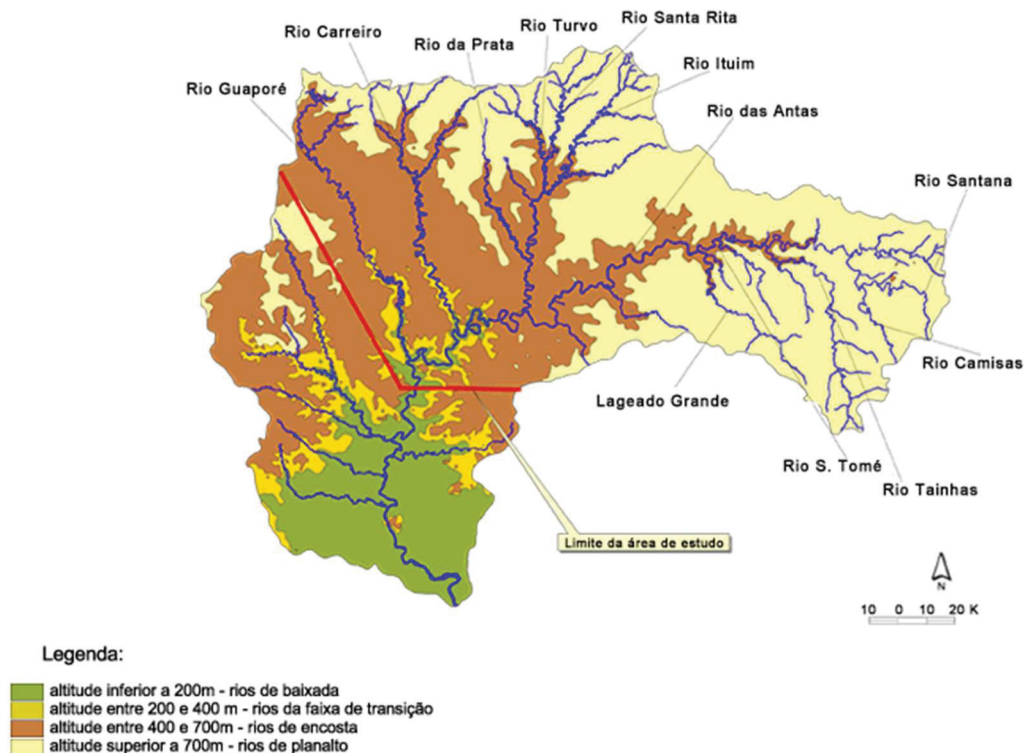 Rio Santa Rita
Rio Turvo
Rio Carreiro
Rio da Prata
Rio Ituim
Rio Guaporé
Rio das Antas
Rio Santana
Rio Camisas
Lageado Grande
Rio S. Tomé
Rio Tainhas
Limite da área de estudo
N
10 0 10 20 K
Legenda:
altitude inferior a 200m - rios de baixada
altitude entre 200 e 400 m - rios da faixa de transição
altitude entre 400 e 700m - rios de encosta
altitude superior a 700m - rios de planalto